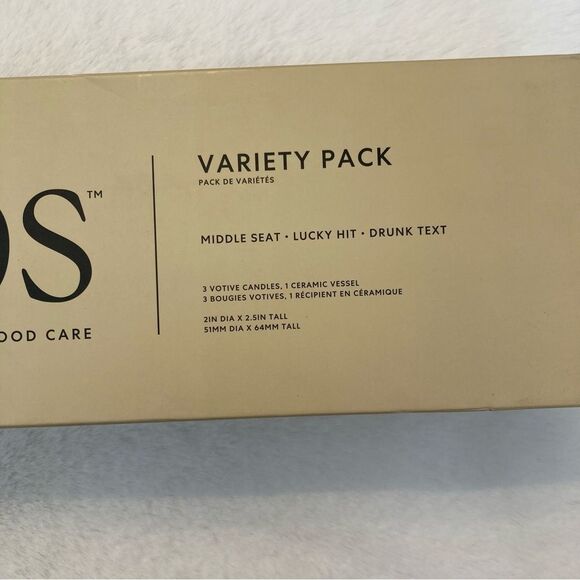 OS™
OOD CARE
VARIETY PACK
PACK DE VARIÉTÉS
MIDDLE SEAT • LUCKY HIT • DRUNK TEXT
3 VOTIVE CANDLES, 1 CERAMIC VESSEL
3 BOUGIES VOTIVES, 1 RÉCIPIENT EN CÉRAMIQUE
2IN DIA X 2.5IN TALL
51MM DIA X 64MM TALL